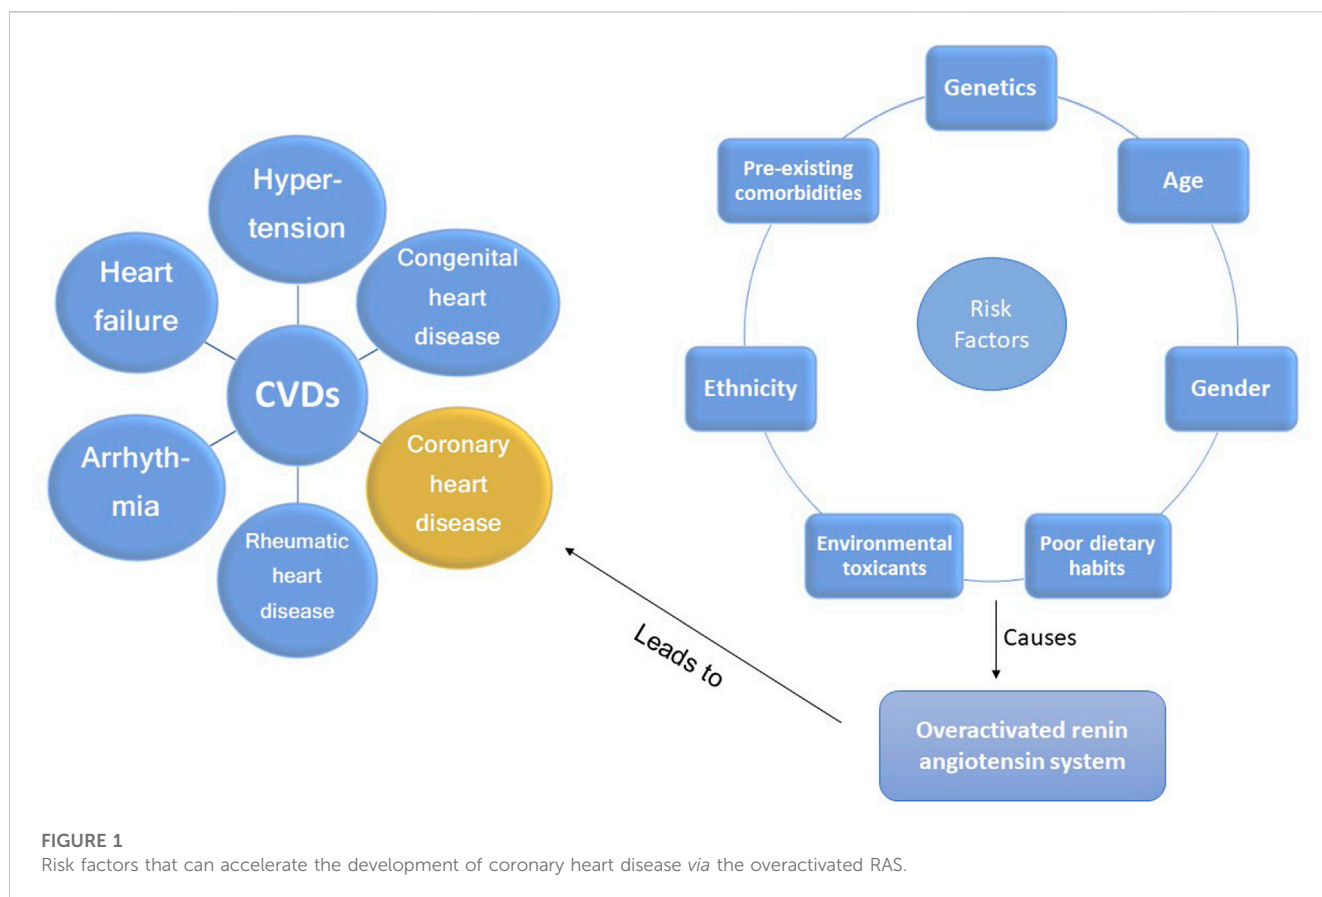 Hyper-
tension
Congenital
heart
disease
Heart
failure
CVDs
Coronary
heart
disease
Arrhyth-
mia
Rheumatic
heart
disease
Genetics
Age
Pre-existing
comorbidities
Risk
Factors
Ethnicity
Gender
Environmental
toxicants
Poor dietary
habits
Causes
Leads to
Overactivated renin
angiotensin system
FIGURE 1
Risk factors that can accelerate the development of coronary heart disease via the overactivated RAS.